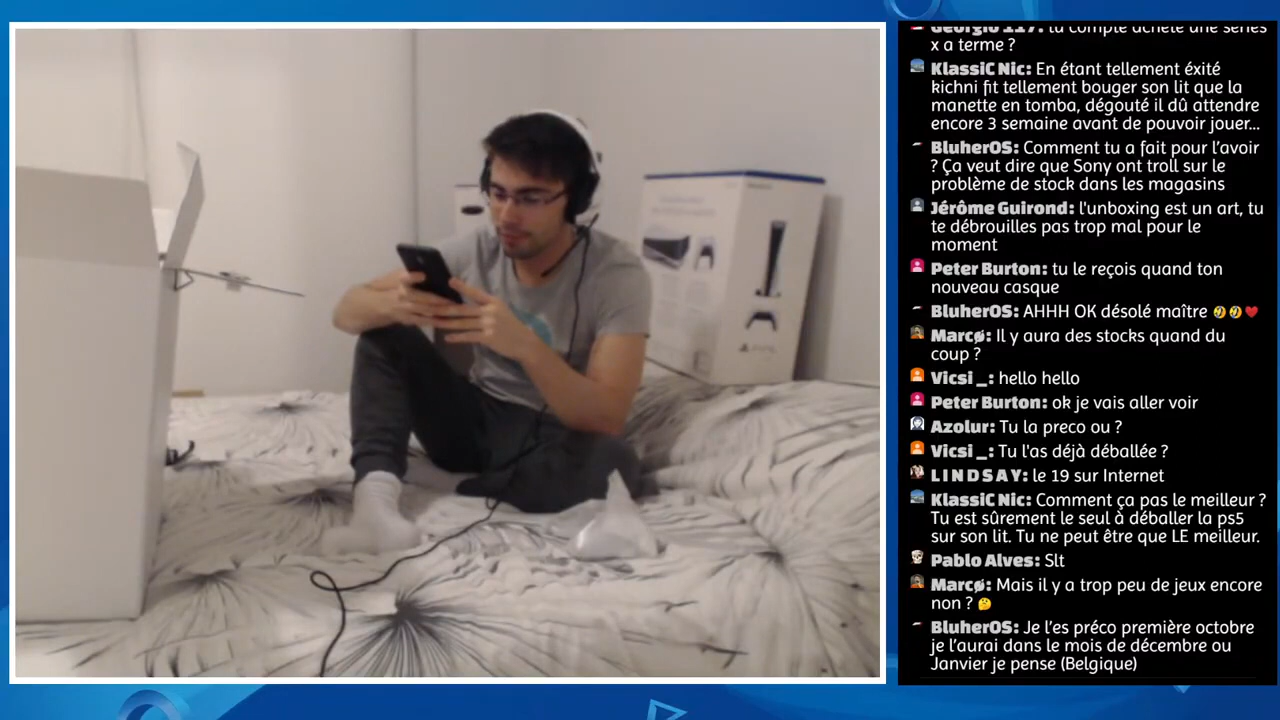 Georgio 117: tu compte acheté une series
x a terme ?
KlassiC Nic: En étant tellement éxité
kichni fit tellement bouger son lit que la
manette en tomba, dégouté il dû attendre
encore 3 semaine avant de pouvoir jouer...
BluherOS: Comment tu a fait pour l'avoir
? Ça veut dire que Sony ont troll sur le
problème de stock dans les magasins
Jérôme Guirond: l'unboxing est un art, tu
te débrouilles pas trop mal pour le
moment
Peter Burton: tu le reçois quand ton
nouveau casque
BluherOS: AHHH OK désolé maître 🤣🤣❤️
Marcø: Il y aura des stocks quand du
coup ?
Vicsi _: hello hello
Peter Burton: ok je vais aller voir
Azolur: Tu la preco ou ?
Vicsi _: Tu l'as déjà déballée ?
L I N D S A Y: le 19 sur Internet
KlassiC Nic: Comment ça pas le meilleur ?
Tu est sûrement le seul à déballer la ps5
sur son lit. Tu ne peut être que LE meilleur.
Pablo Alves: Slt
Marcø: Mais il y a trop peu de jeux encore
non ? 🤔
BluherOS: Je l'es préco première octobre
je l'aurai dans le mois de décembre ou
Janvier je pense (Belgique)